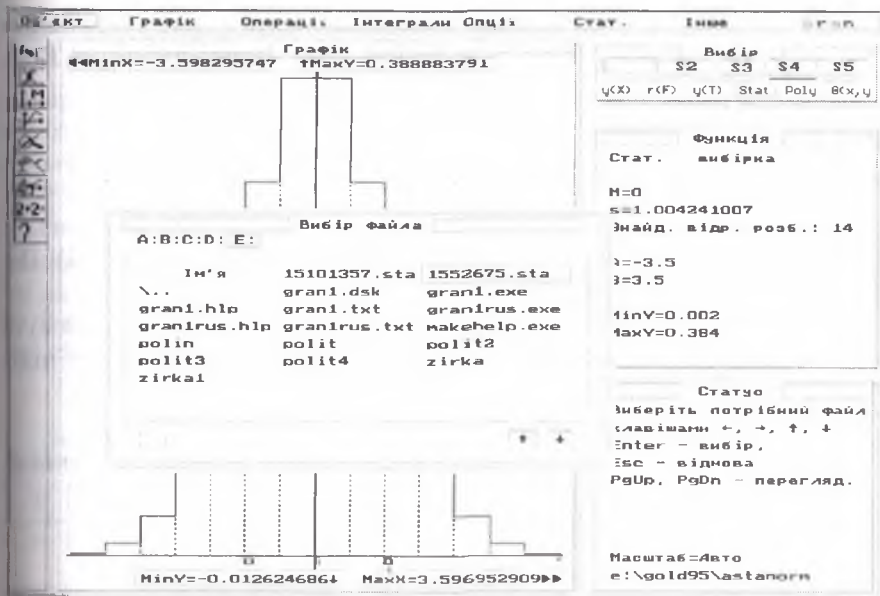 Об'єкт Графік Операції Інтеграли Опції Стат. Інше
Графік
◄◄MinX=-3.598295747 ↑MaxY=0.388883791
Вибір файла
A:B:C:D: E:
Ім'я 15101357.sta 1552675.sta
\.. gran1.dsk gran1.exe
gran1.hlp gran1.txt gran1rus.exe
gran1rus.hlp gran1rus.txt makehelp.exe
polin polit polit2
polit3 polit4 zirka
zirka1
MinY=-0.012624686↓ MaxX=3.596952909►►
Вибір
S2 S3 S4 S5
y(X) r(F) y(T) Stat Poly 0(x,y
Функція
Стат. вибірка
M=0
s=1.004241007
Знайд. відр. розб.: 14
A=-3.5
B=3.5
MinY=0.002
MaxY=0.384
Статус
Виберіть потрібний файл
клавішами ←, →, ↑, ↓
Enter - вибір,
Esc - відмова
PgUp, PgDn - перегляд.
Масштаб=Авто
e:\gold95\astanorm